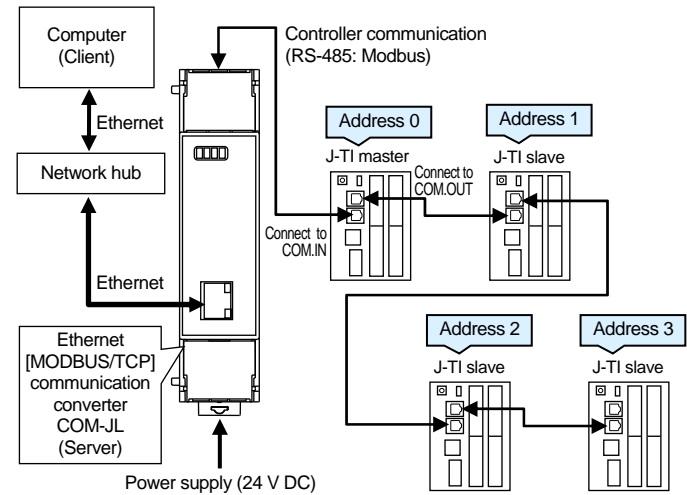 Computer
(Client)
Controller communication
(RS-485: Modbus)
Ethernet
Network hub
Address 0
Address 1
J-TI master
J-TI slave
Connect to
COM.OUT
Connect to
COM.IN
Ethernet
Ethernet
[MODBUS/TCP]
communication
converter
COM-JL
(Server)
Address 2
Address 3
J-TI slave
J-TI slave
Power supply (24 V DC)